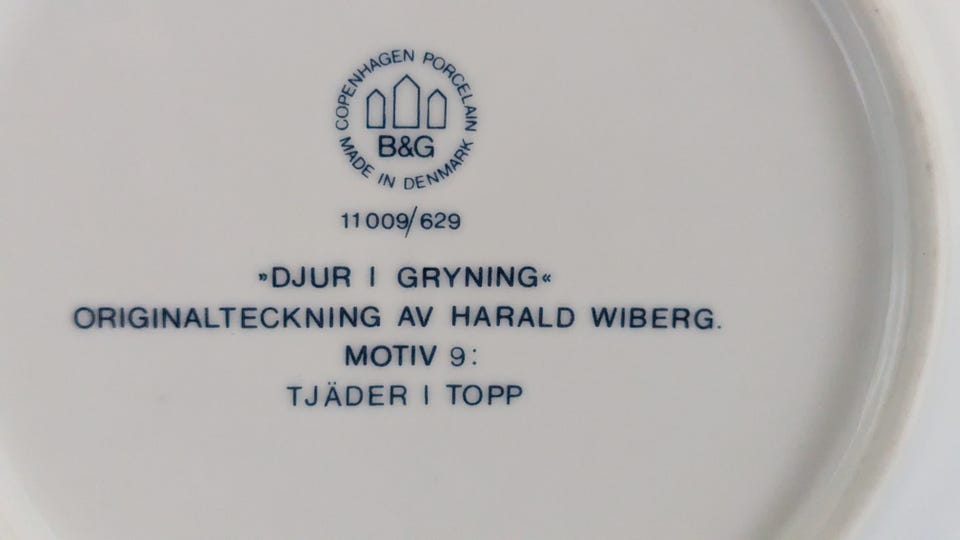 COPENHAGEN PORCELAIN
B&G
MADE IN DENMARK
11009/629
»DJUR I GRYNING«
ORIGINALTECKNING AV HARALD WIBERG.
MOTIV 9:
TJÄDER I TOPP